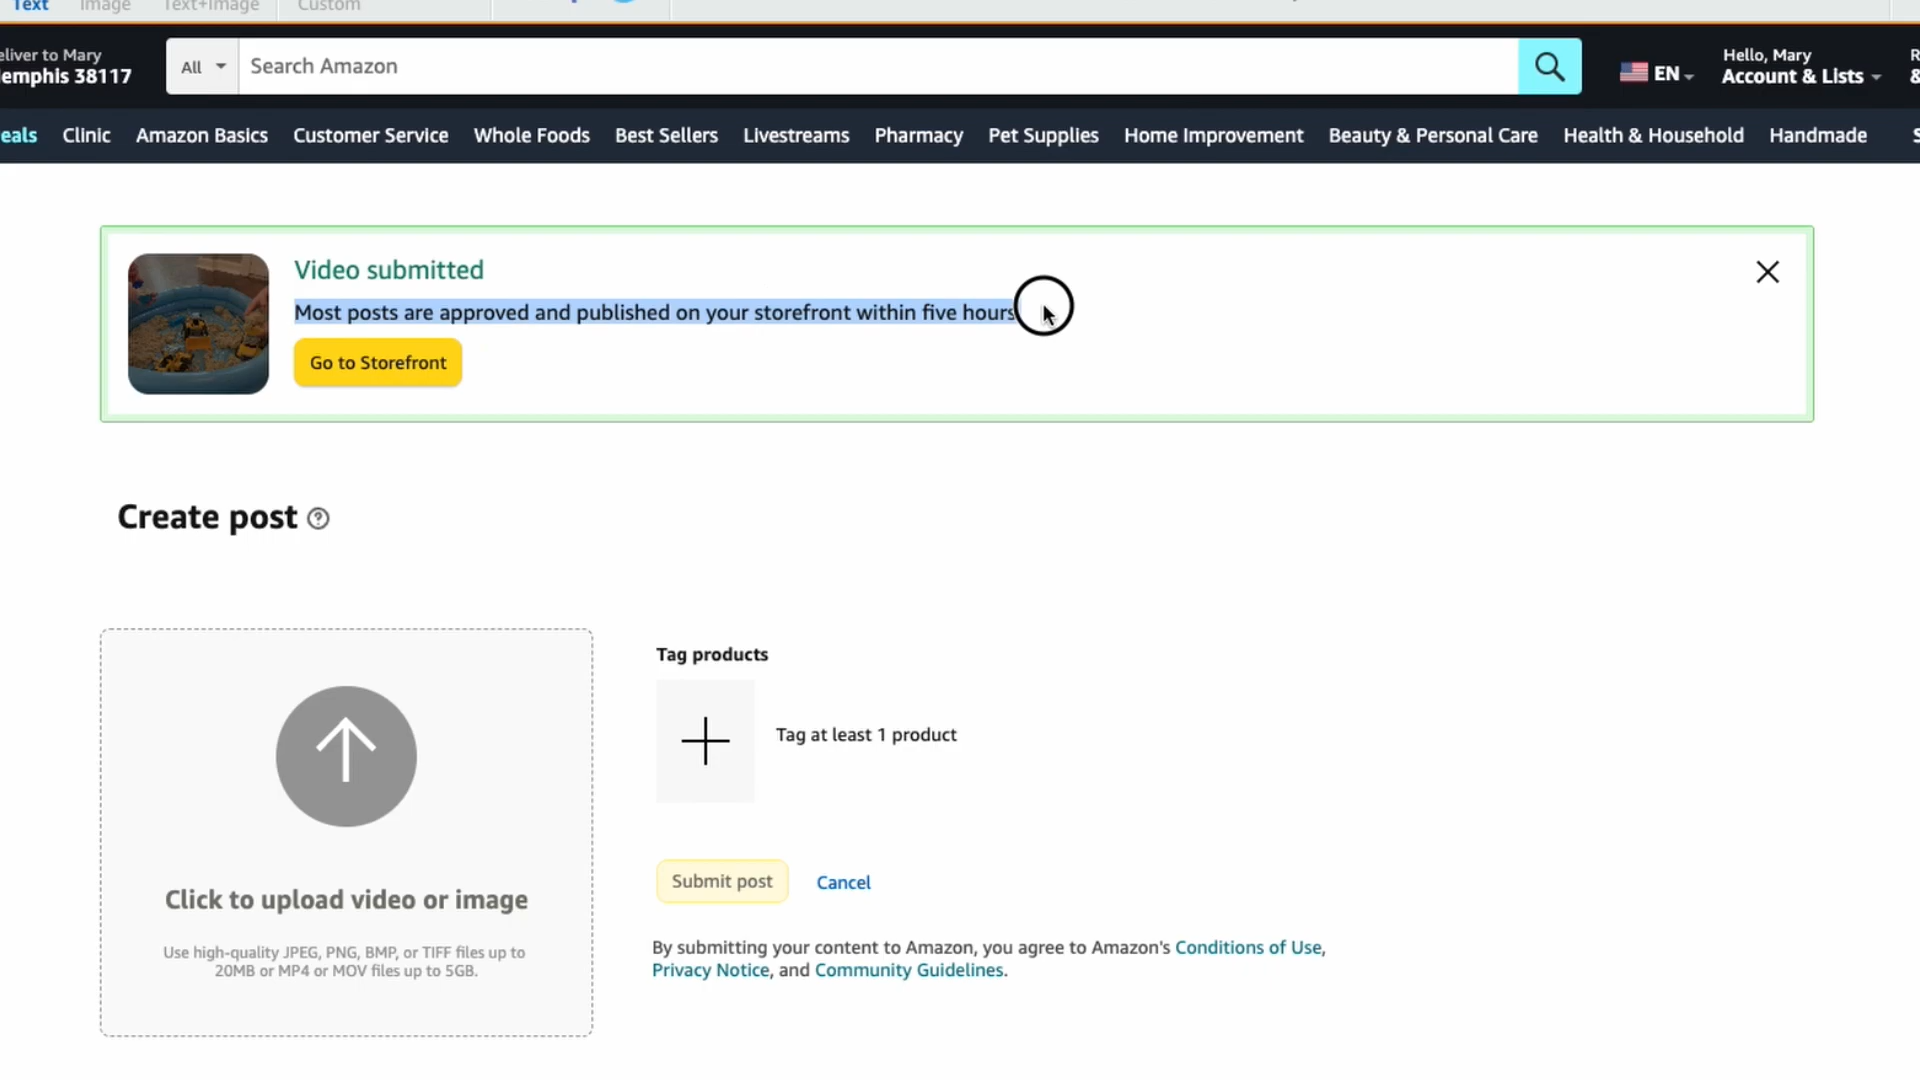 Text Image Text+Image Custom
eliver to Mary
emphis 38117
All
Search Amazon
EN
Hello, Mary
Account & Lists
R
&
eals Clinic Amazon Basics Customer Service Whole Foods Best Sellers Livestreams Pharmacy Pet Supplies Home Improvement Beauty & Personal Care Health & Household Handmade S
Video submitted
Most posts are approved and published on your storefront within five hours
Go to Storefront
Create post
Tag products
Tag at least 1 product
Click to upload video or image
Use high-quality JPEG, PNG, BMP, or TIFF files up to
20MB or MP4 or MOV files up to 5GB.
Submit post Cancel
By submitting your content to Amazon, you agree to Amazon's Conditions of Use,
Privacy Notice, and Community Guidelines.